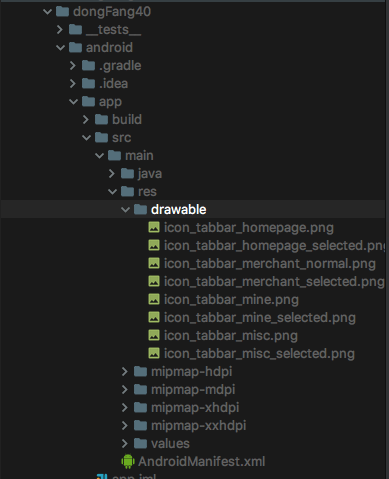 dongFang40
__tests__
android
.gradle
.idea
app
build
src
main
java
res
drawable
icon_tabbar_homepage.png
icon_tabbar_homepage_selected.png
icon_tabbar_merchant_normal.png
icon_tabbar_merchant_selected.png
icon_tabbar_mine.png
icon_tabbar_mine_selected.png
icon_tabbar_misc.png
icon_tabbar_misc_selected.png
mipmap-hdpi
mipmap-mdpi
mipmap-xhdpi
mipmap-xxhdpi
values
AndroidManifest.xml
app.iml